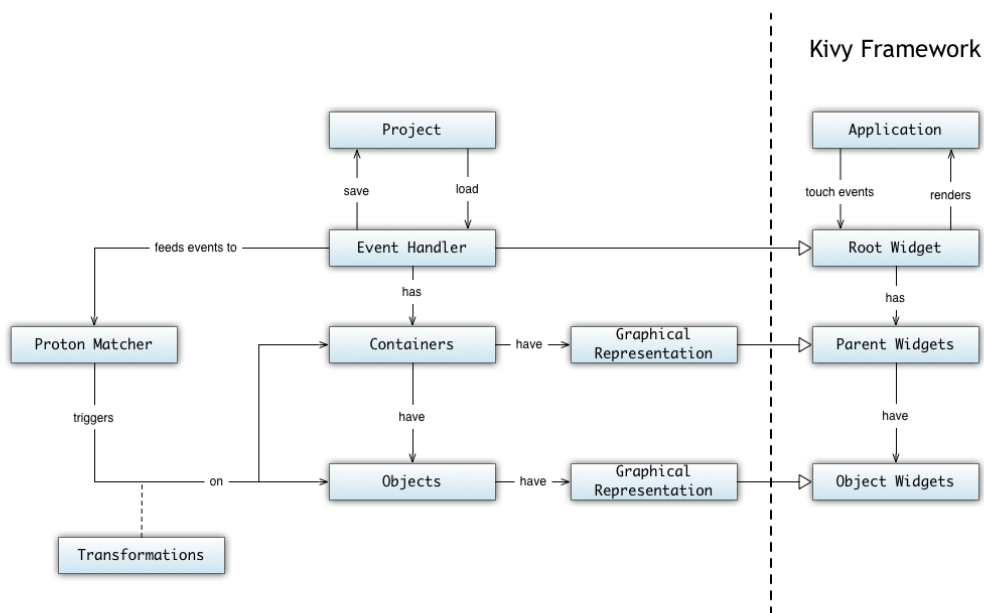 Kivy Framework
Project
Application
save
load
touch events
renders
feeds events to
Event Handler
Root Widget
has
has
Proton Matcher
Containers
have
Graphical
Representation
Parent Widgets
triggers
have
have
on
Objects
have
Graphical
Representation
Object Widgets
Transformations